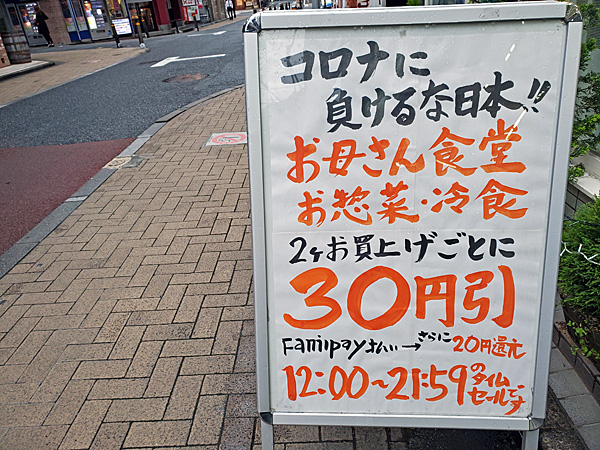 コロナに
負けるな日本!!
お母さん食堂
お惣菜・冷食
2ヶお買上げごとに
30円引
Famipay払い→さらに20円還元
12:00~21:59のタイムセールです